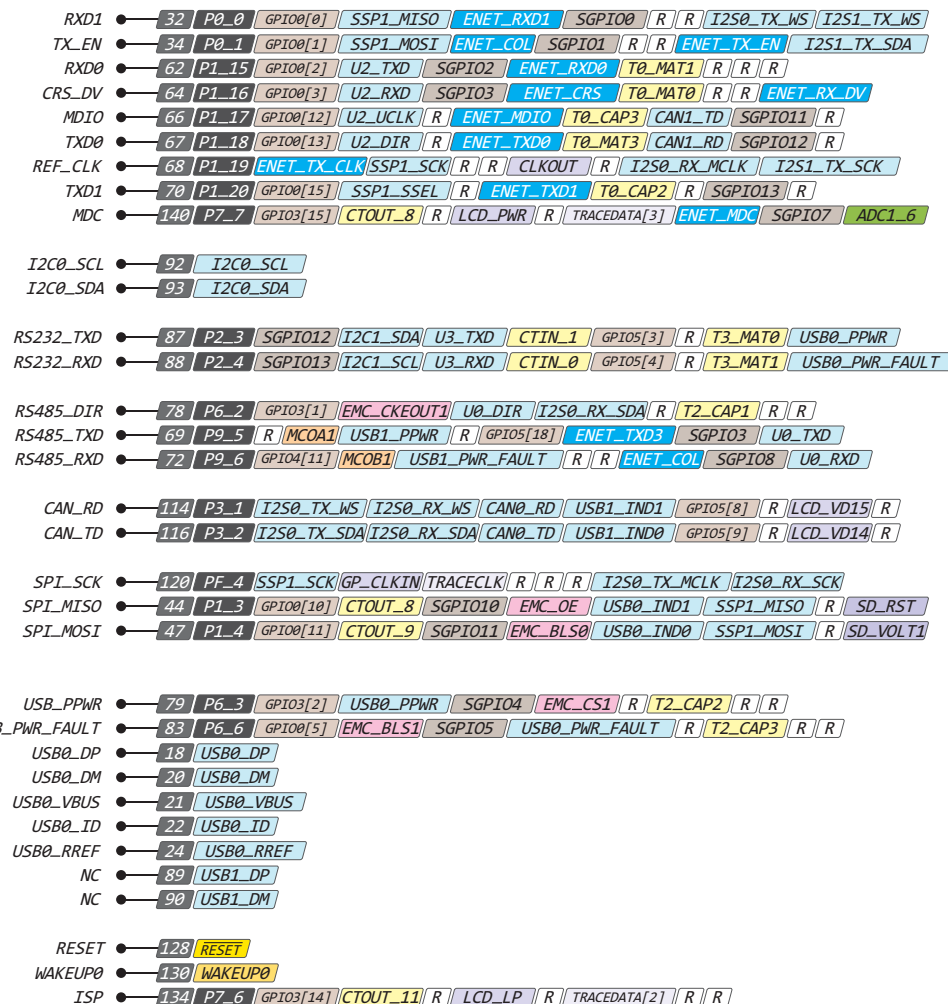 RXD1 32 P0_0 GPIO0[0] SSP1_MISO ENET_RXD1 SGPIO0 R R I2S0_TX_WS I2S1_TX_WS
TX_EN 34 P0_1 GPIO0[1] SSP1_MOSI ENET_COL SGPIO1 R R ENET_TX_EN I2S1_TX_SDA
RXD0 62 P1_15 GPIO0[2] U2_TXD SGPIO2 ENET_RXD0 T0_MAT1 R R R
CRS_DV 64 P1_16 GPIO0[3] U2_RXD SGPIO3 ENET_CRS T0_MAT0 R R ENET_RX_DV
MDIO 66 P1_17 GPIO0[12] U2_UCLK R ENET_MDIO T0_CAP3 CAN1_TD SGPIO11 R
TXD0 67 P1_18 GPIO0[13] U2_DIR R ENET_TXD0 T0_MAT3 CAN1_RD SGPIO12 R
REF_CLK 68 P1_19 ENET_TX_CLK SSP1_SCK R R CLKOUT R I2S0_RX_MCLK I2S1_TX_SCK
TXD1 70 P1_20 GPIO0[15] SSP1_SSEL R ENET_TXD1 T0_CAP2 R SGPIO13 R
MDC 140 P7_7 GPIO3[15] CTOUT_8 R LCD_PWR R TRACEDATA[3] ENET_MDC SGPIO7 ADC1_6
I2C0_SCL 92 I2C0_SCL
I2C0_SDA 93 I2C0_SDA
RS232_TXD 87 P2_3 SGPIO12 I2C1_SDA U3_TXD CTIN_1 GPIO5[3] R T3_MAT0 USB0_PPWR
RS232_RXD 88 P2_4 SGPIO13 I2C1_SCL U3_RXD CTIN_0 GPIO5[4] R T3_MAT1 USB0_PWR_FAULT
RS485_DIR 78 P6_2 GPIO3[1] EMC_CKEOUT1 U0_DIR I2S0_RX_SDA R T2_CAP1 R R
RS485_TXD 69 P9_5 R MCOA1 USB1_PPWR R GPIO5[18] ENET_TXD3 SGPIO3 U0_TXD
RS485_RXD 72 P9_6 GPIO4[11] MCOB1 USB1_PWR_FAULT R R ENET_COL SGPIO8 U0_RXD
CAN_RD 114 P3_1 I2S0_TX_WS I2S0_RX_WS CAN0_RD USB1_IND1 GPIO5[8] R LCD_VD15 R
CAN_TD 116 P3_2 I2S0_TX_SDA I2S0_RX_SDA CAN0_TD USB1_IND0 GPIO5[9] R LCD_VD14 R
SPI_SCK 120 PF_4 SSP1_SCK GP_CLKIN TRACECLK R R R I2S0_TX_MCLK I2S0_RX_SCK
SPI_MISO 44 P1_3 GPIO0[10] CTOUT_8 SGPIO10 EMC_OE USB0_IND1 SSP1_MISO R SD_RST
SPI_MOSI 47 P1_4 GPIO0[11] CTOUT_9 SGPIO11 EMC_BLS0 USB0_IND0 SSP1_MOSI R SD_VOLT1
USB_PPWR 79 P6_3 GPIO3[2] USB0_PPWR SGPIO4 EMC_CS1 R T2_CAP2 R R
_PWR_FAULT 83 P6_6 GPIO0[5] EMC_BLS1 SGPIO5 USB0_PWR_FAULT R T2_CAP3 R R
USB0_DP 18 USB0_DP
USB0_DM 20 USB0_DM
USB0_VBUS 21 USB0_VBUS
USB0_ID 22 USB0_ID
USB0_RREF 24 USB0_RREF
NC 89 USB1_DP
NC 90 USB1_DM
RESET 128 RESET
WAKEUP0 130 WAKEUP0
ISP 134 P7_6 GPIO3[14] CTOUT_11 R LCD_LP R TRACEDATA[2] R R